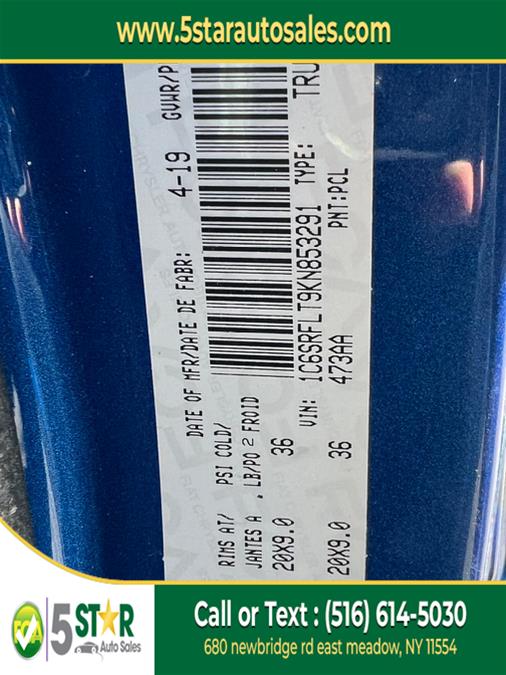 www.5starautosales.com
GVWR/P
DATE OF MFR/DATE DE FABR: 4-19
RIMS AT/ PSI COLD/
JANTES A , LB/PO 2 FROID
20X9.0 36
VIN: 1C6SRFLT9KN853291 TYPE: TRU
473AA PNT:PCL
20X9.0 36
FCA 5 STAR
Auto Sales
Call or Text : (516) 614-5030
680 newbridge rd east meadow, NY 11554